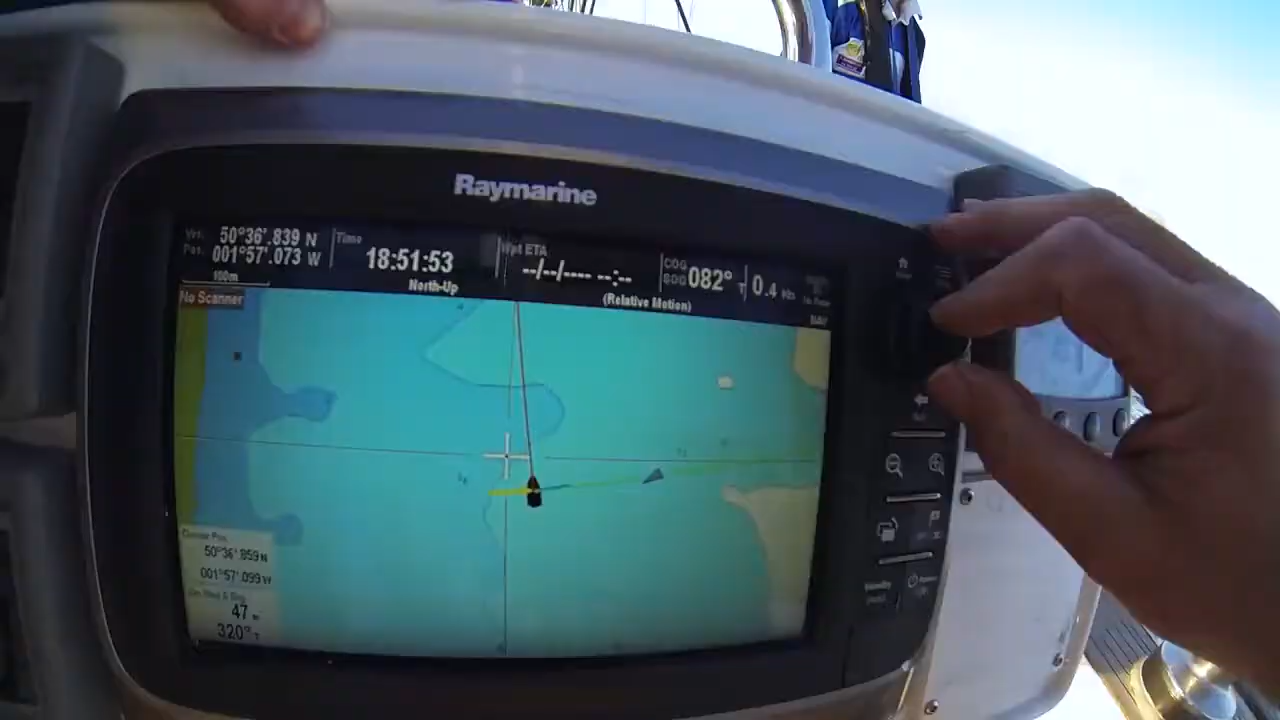 Raymarine
50°36'.839 N
001°57'.073 W
Time
18:51:53
North-Up
Wpt ETA
--/--/---- --:--
(Relative Motion)
COG
SOG
082° T
0.4
100m
No Scanner
50°36'.859 N
001°57'.099 W
47 m
320° T